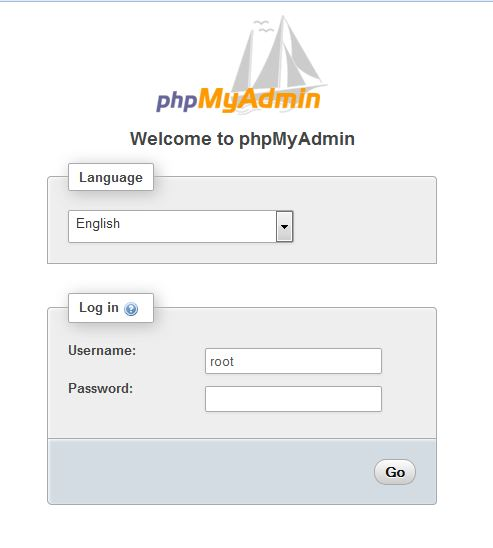 phpMyAdmin
Welcome to phpMyAdmin
Language
English
Log in ?
Username:
root
Password:
Go